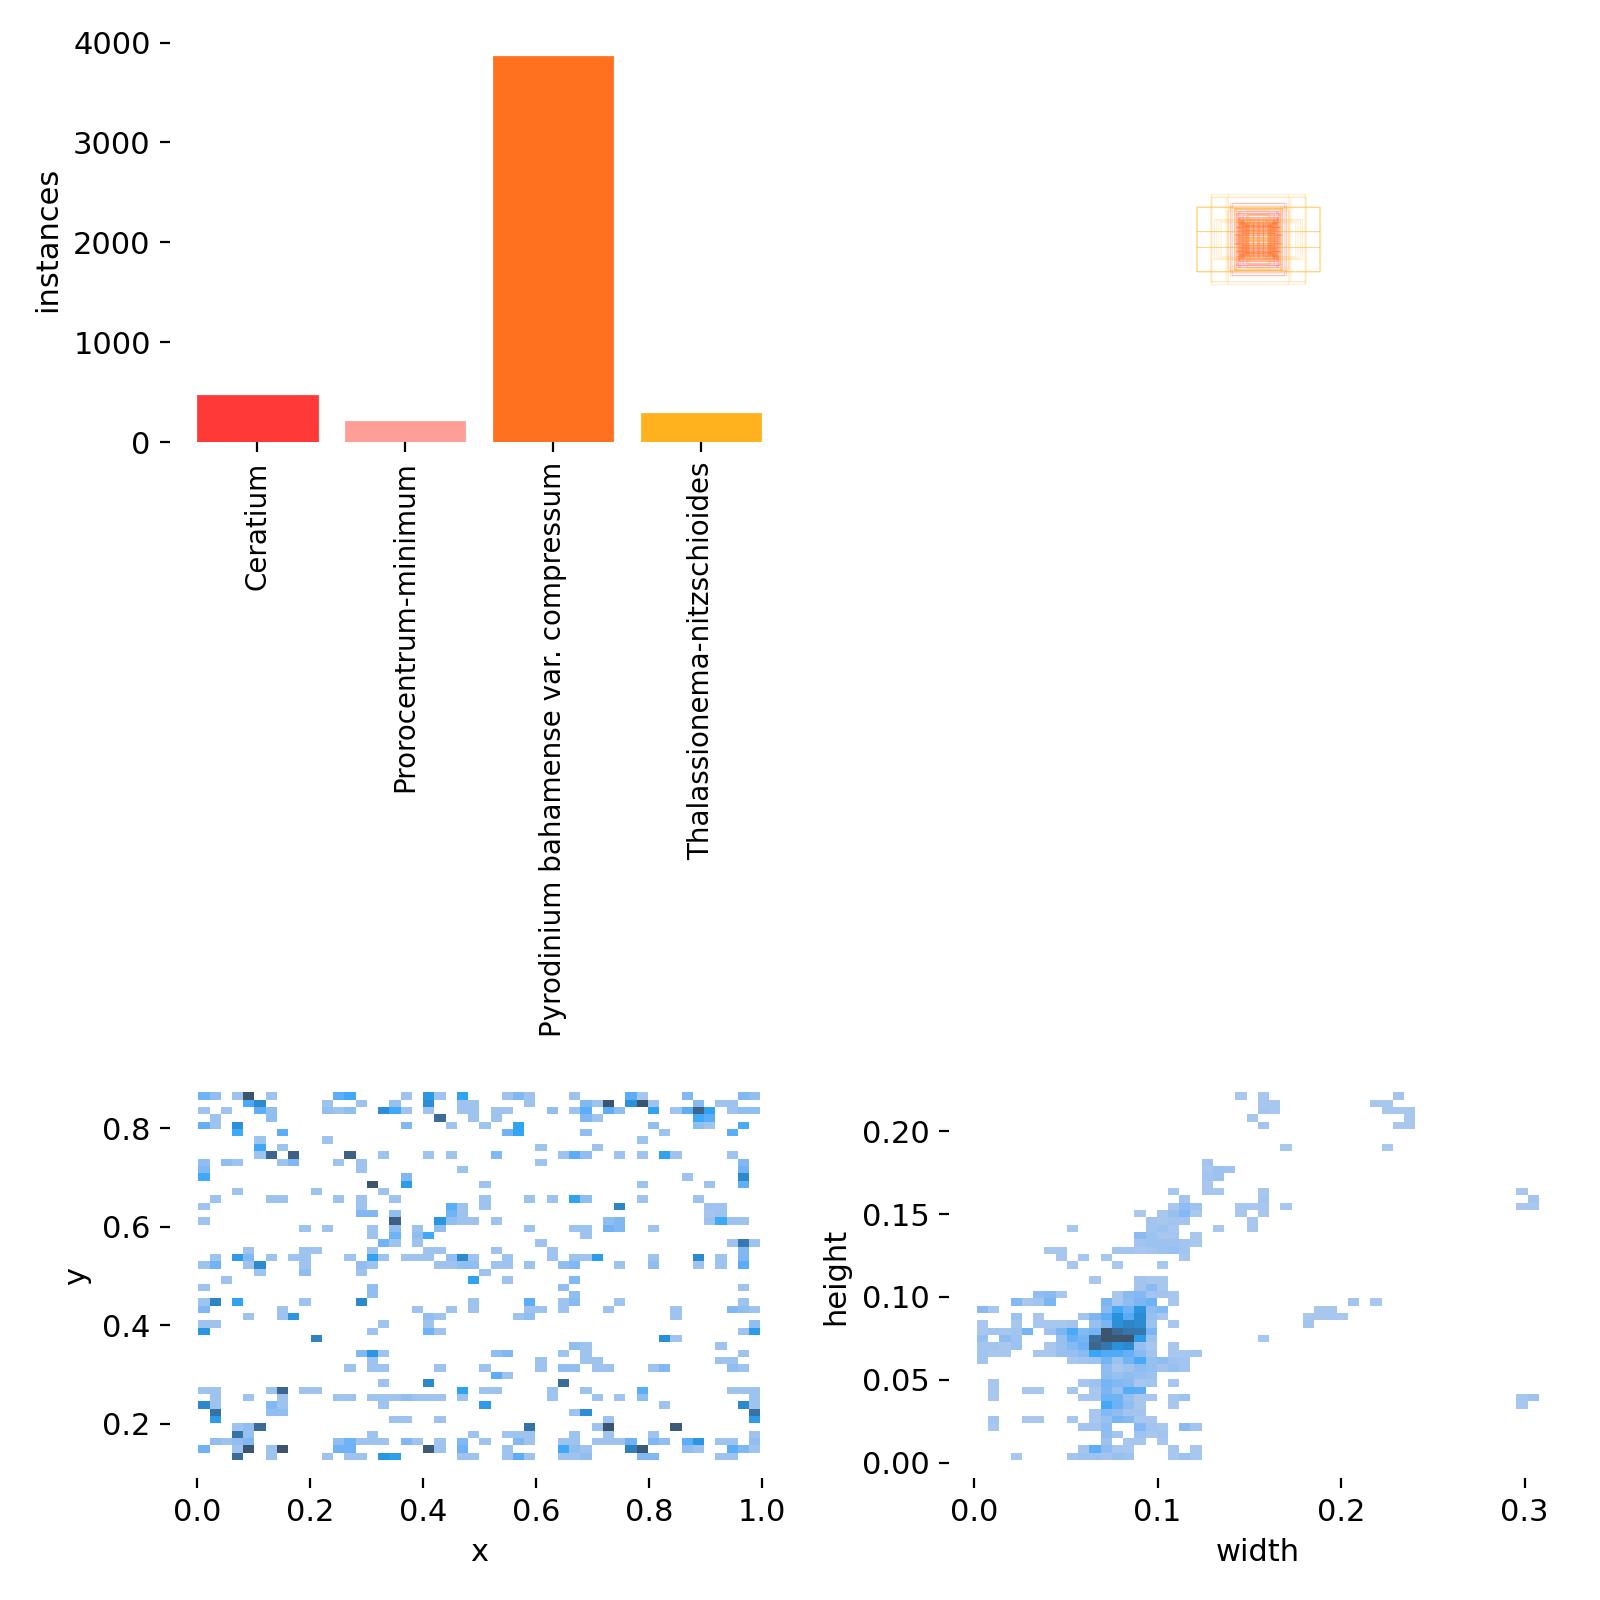 4000
3000
2000
1000
0
instances
Ceratium
Prorocentrum-minimum
Pyrodinium bahamense var. compressum
Thalassionema-nitzschioides
0.8
0.6
0.4
0.2
y
0.0 0.2 0.4 0.6 0.8 1.0
x
0.20
0.15
0.10
0.05
0.00
height
0.0 0.1 0.2 0.3
width